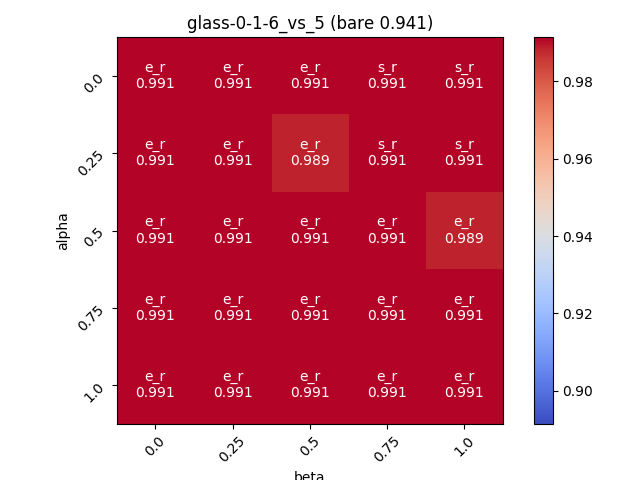 glass-0-1-6_vs_5 (bare 0.941)
e_r e_r e_r s_r s_r
0.0 0.991 0.991 0.991 0.991 0.991
e_r e_r e_r s_r s_r
0.25 0.991 0.991 0.989 0.991 0.991
e_r e_r e_r e_r e_r
0.5 0.991 0.991 0.991 0.991 0.989
e_r e_r e_r e_r e_r
0.75 0.991 0.991 0.991 0.991 0.991
e_r e_r e_r e_r e_r
1.0 0.991 0.991 0.991 0.991 0.991
alpha
0.0 0.25 0.5 0.75 1.0
beta
0.98
0.96
0.94
0.92
0.90